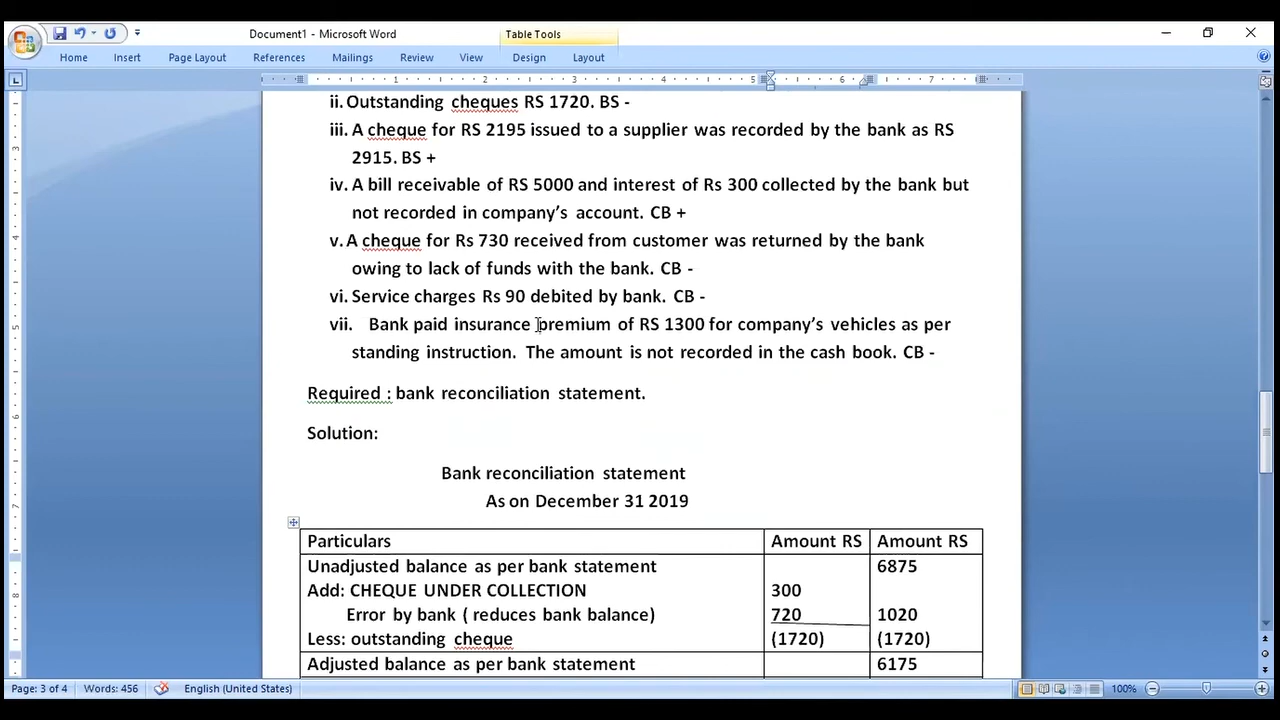 Document1 - Microsoft Word
Table Tools
Home Insert Page Layout References Mailings Review View Design Layout
1 2 3 4 5 6 7
ii. Outstanding cheques RS 1720. BS -
iii. A cheque for RS 2195 issued to a supplier was recorded by the bank as RS
2915. BS +
iv. A bill receivable of RS 5000 and interest of Rs 300 collected by the bank but
not recorded in company's account. CB +
v. A cheque for Rs 730 received from customer was returned by the bank
owing to lack of funds with the bank. CB -
vi. Service charges Rs 90 debited by bank. CB -
vii. Bank paid insurance premium of RS 1300 for company's vehicles as per
standing instruction. The amount is not recorded in the cash book. CB -
Required : bank reconciliation statement.
Solution:
Bank reconciliation statement
As on December 31 2019
Particulars Amount RS Amount RS
Unadjusted balance as per bank statement 6875
Add: CHEQUE UNDER COLLECTION 300
Error by bank ( reduces bank balance) 720 1020
Less: outstanding cheque (1720) (1720)
Adjusted balance as per bank statement 6175
Page: 3 of 4 Words: 456 English (United States) 100%